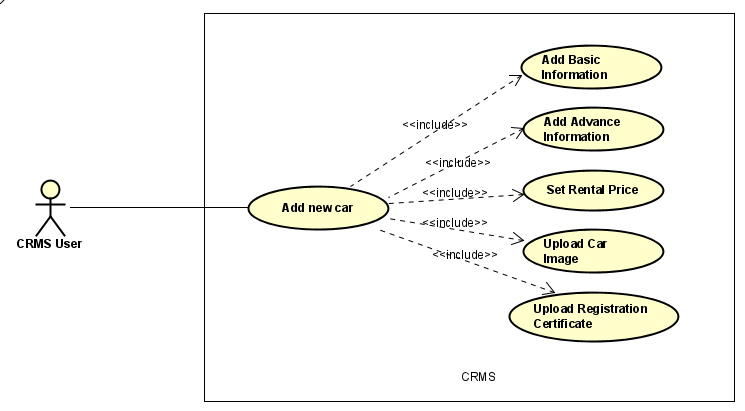 Add Basic
Information
<<include>>
Add Advance
Information
<<include>>
Set Rental Price
<<include>>
Add new car
CRMS User
<<include>>
Upload Car
Image
<<include>>
Upload Registration
Certificate
CRMS